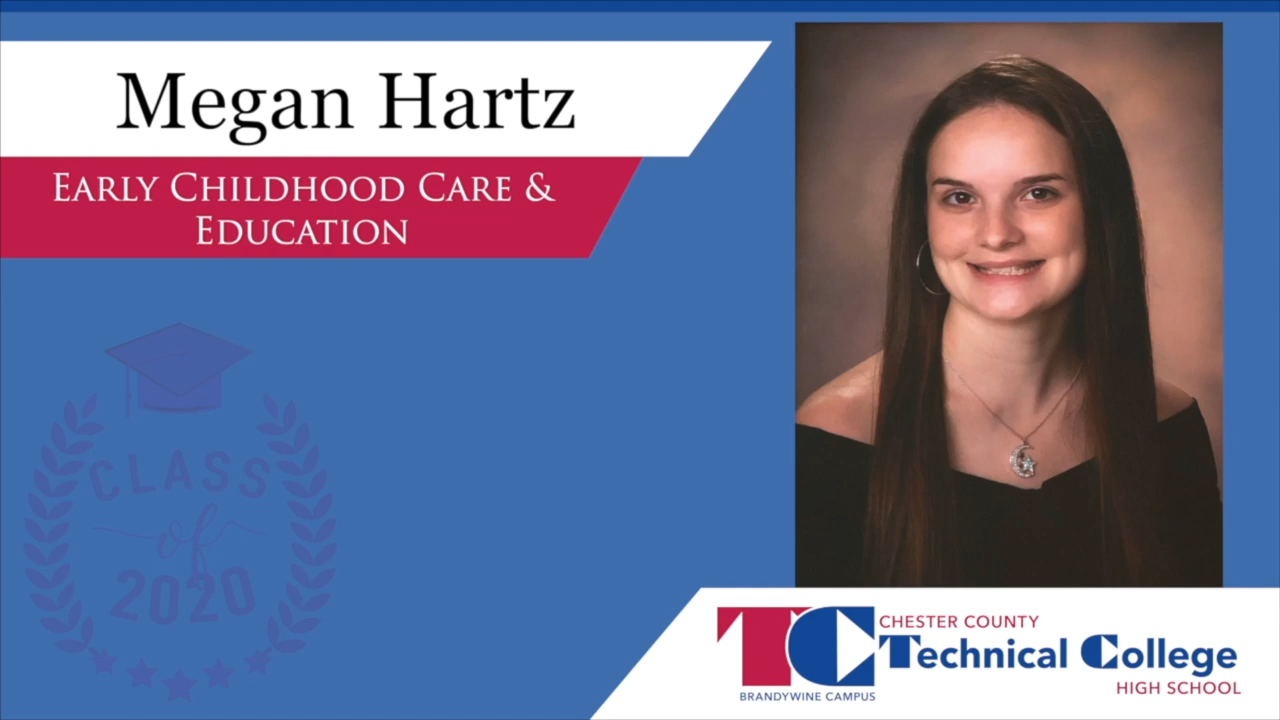 Megan Hartz
EARLY CHILDHOOD CARE &
EDUCATION
CLASS
of
2020
TC
CHESTER COUNTY
Technical College
HIGH SCHOOL
BRANDYWINE CAMPUS